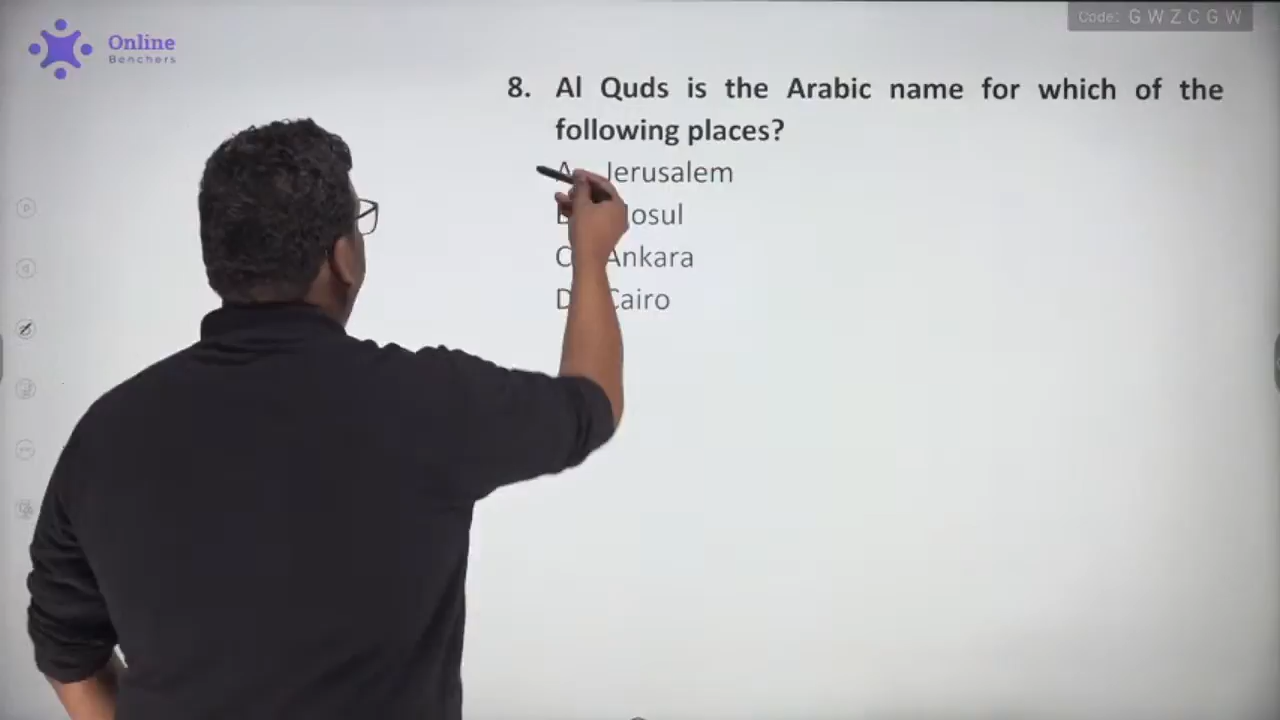 Online
Benchers
Code: G W Z C G W
8. Al Quds is the Arabic name for which of the
following places?
A. Jerusalem
Ankara
Cairo